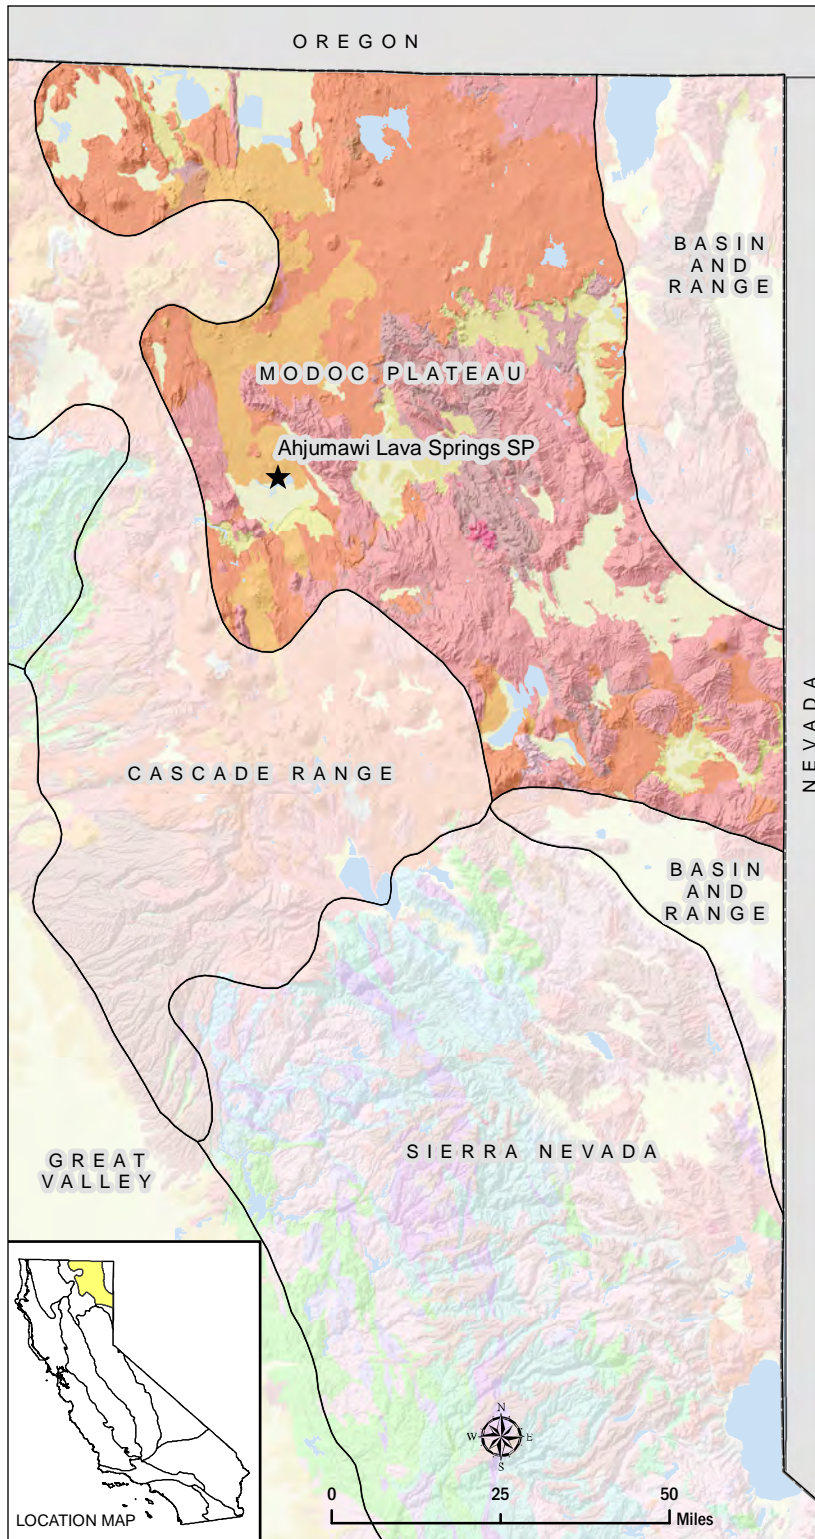 OREGON
BASIN
AND
RANGE
MODOC PLATEAU
Ahjumawi Lava Springs SP
NEVADA
CASCADE RANGE
BASIN
AND
RANGE
SIERRA NEVADA
GREAT
VALLEY
N
W E
S
0 25 50
Miles
LOCATION MAP